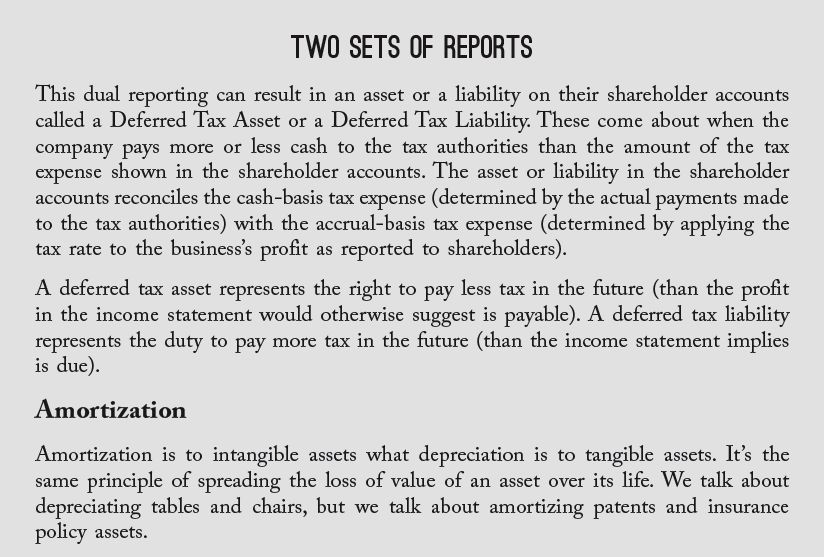 TWO SETS OF REPORTS
This dual reporting can result in an asset or a liability on their shareholder accounts
called a Deferred Tax Asset or a Deferred Tax Liability. These come about when the
company pays more or less cash to the tax authorities than the amount of the tax
expense shown in the shareholder accounts. The asset or liability in the shareholder
accounts reconciles the cash-basis tax expense (determined by the actual payments made
to the tax authorities) with the accrual-basis tax expense (determined by applying the
tax rate to the business’s profit as reported to shareholders).
A deferred tax asset represents the right to pay less tax in the future (than the profit
in the income statement would otherwise suggest is payable). A deferred tax liability
represents the duty to pay more tax in the future (than the income statement implies
is due).
Amortization
Amortization is to intangible assets what depreciation is to tangible assets. It’s the
same principle of spreading the loss of value of an asset over its life. We talk about
depreciating tables and chairs, but we talk about amortizing patents and insurance
policy assets.